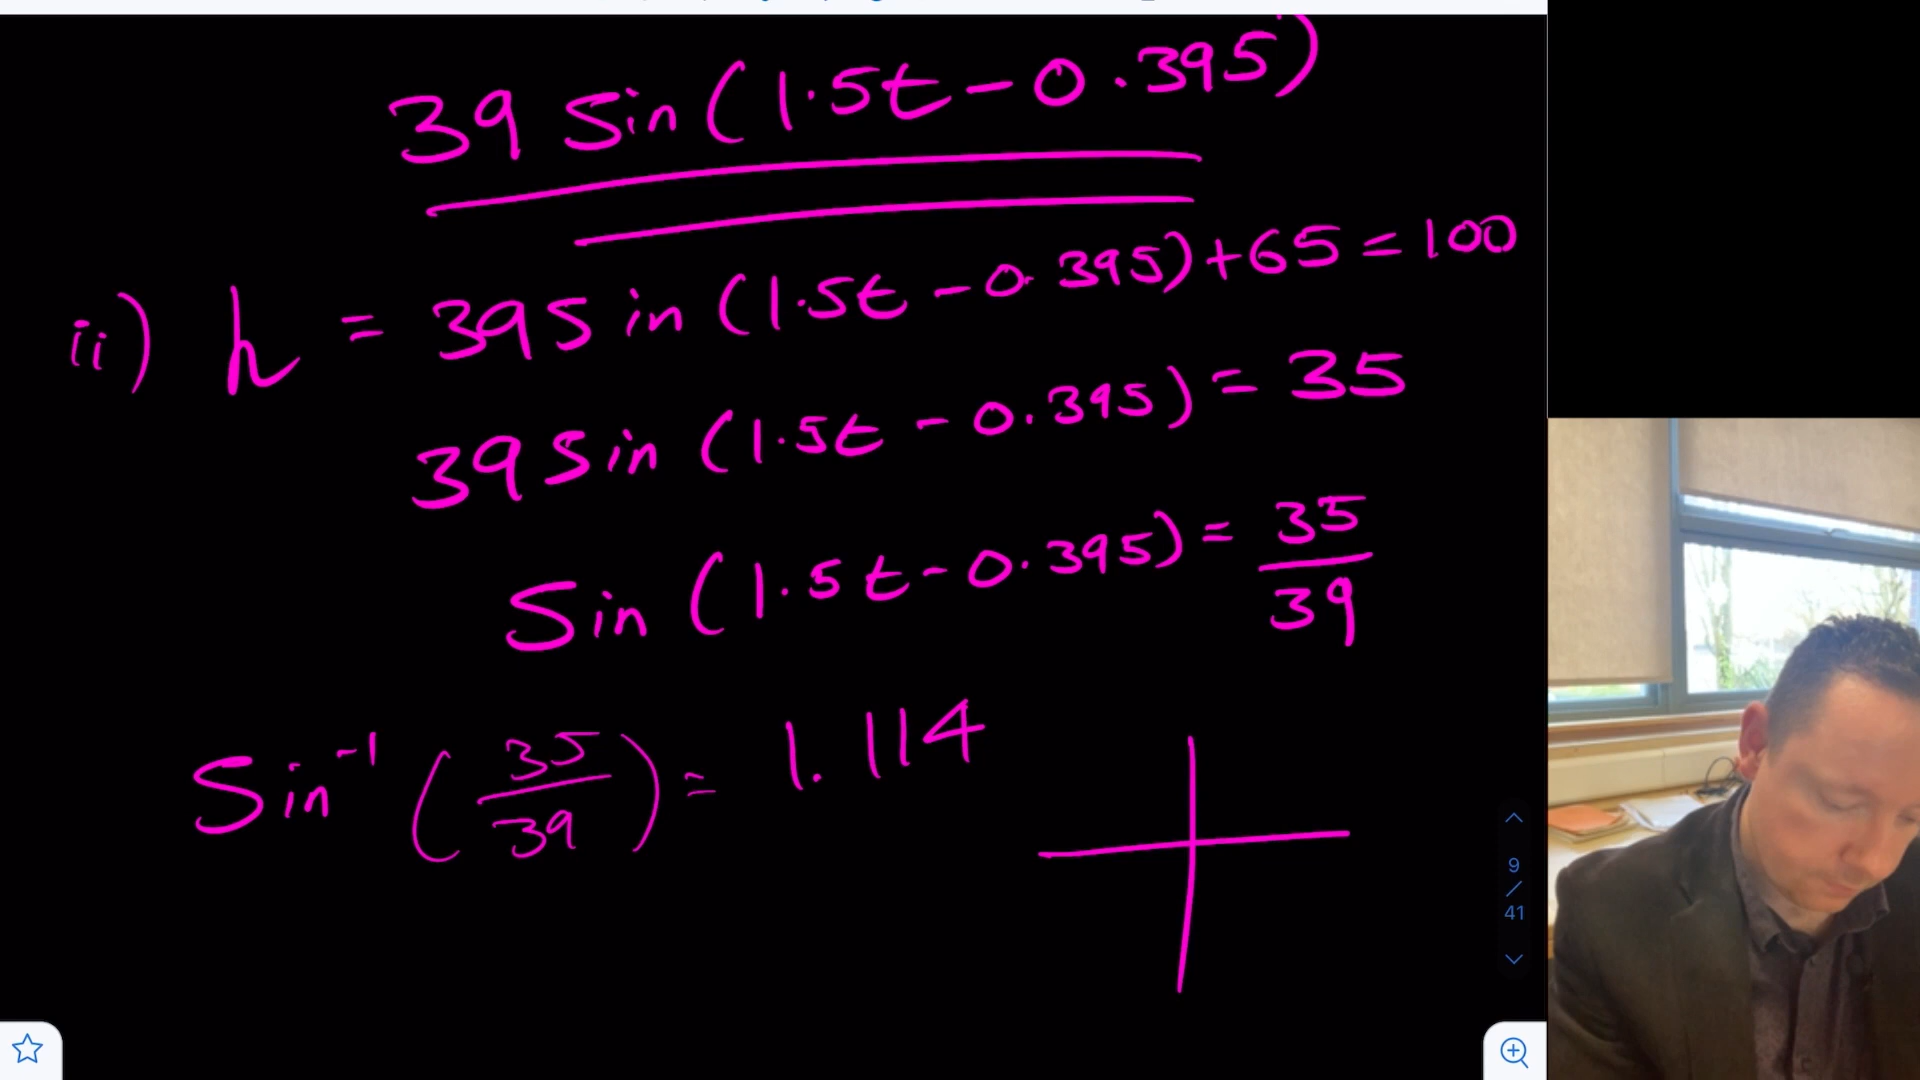 39 Sin (1.5t - 0.395)
ii) h = 39 Sin (1.5t - 0.395) + 65 = 100
39 Sin (1.5t - 0.395) = 35
Sin (1.5t - 0.395) = 35/39
Sin⁻¹ (35/39) = 1.114
9
/
41